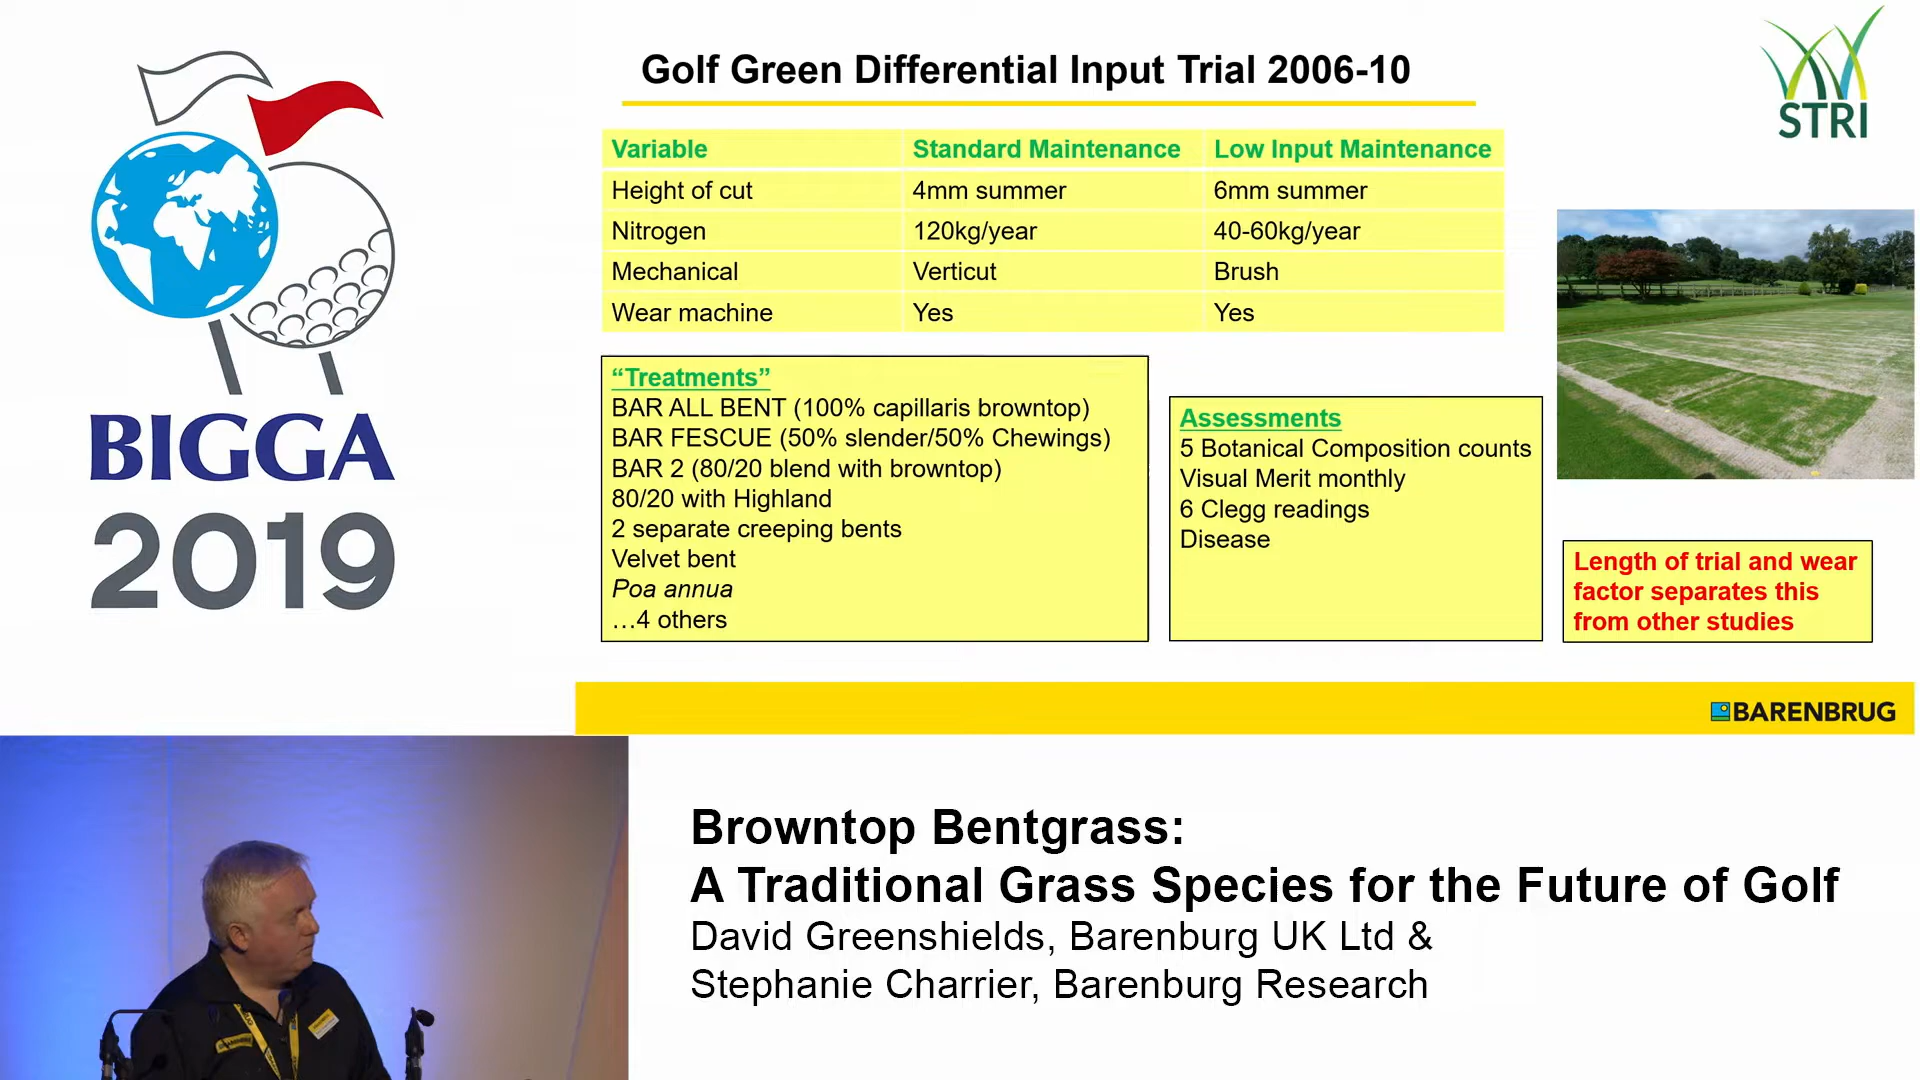 Golf Green Differential Input Trial 2006-10
STRI
Variable Standard Maintenance Low Input Maintenance
Height of cut 4mm summer 6mm summer
Nitrogen 120kg/year 40-60kg/year
Mechanical Verticut Brush
Wear machine Yes Yes
“Treatments”
BAR ALL BENT (100% capillaris browntop)
BAR FESCUE (50% slender/50% Chewings)
BAR 2 (80/20 blend with browntop)
80/20 with Highland
2 separate creeping bents
Velvet bent
Poa annua
…4 others
Assessments
5 Botanical Composition counts
Visual Merit monthly
6 Clegg readings
Disease
Length of trial and wear
factor separates this
from other studies
BARENBRUG
BIGGA
2019
Browntop Bentgrass:
A Traditional Grass Species for the Future of Golf
David Greenshields, Barenburg UK Ltd &
Stephanie Charrier, Barenburg Research